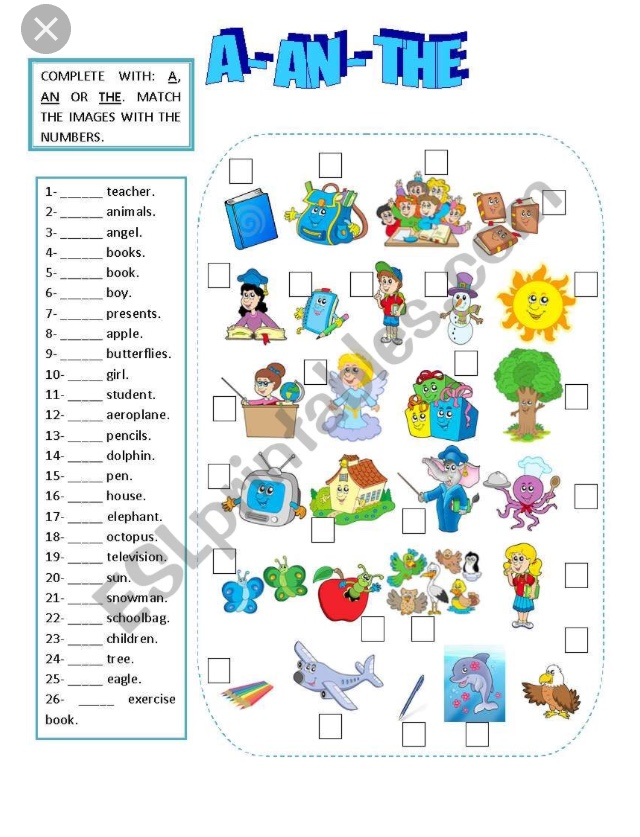 A-AN-THE
COMPLETE WITH: A,
AN OR THE. MATCH
THE IMAGES WITH THE
NUMBERS.
1-______ teacher.
2-______ animals.
3-______ angel.
4-______ books.
5-______ book.
6-______ boy.
7-______ presents.
8-______ apple.
9-______ butterflies.
10-_____ girl.
11-_____ student.
12-_____ aeroplane.
13-_____ pencils.
14-_____ dolphin.
15-_____ pen.
16-_____ house.
17-_____ elephant.
18-_____ octopus.
19-_____ television.
20-_____ sun.
21-_____ snowman.
22-_____ schoolbag.
23-_____ children.
24-_____ tree.
25-_____ eagle.
26- _____ exercise
book.
ESLprintables.com